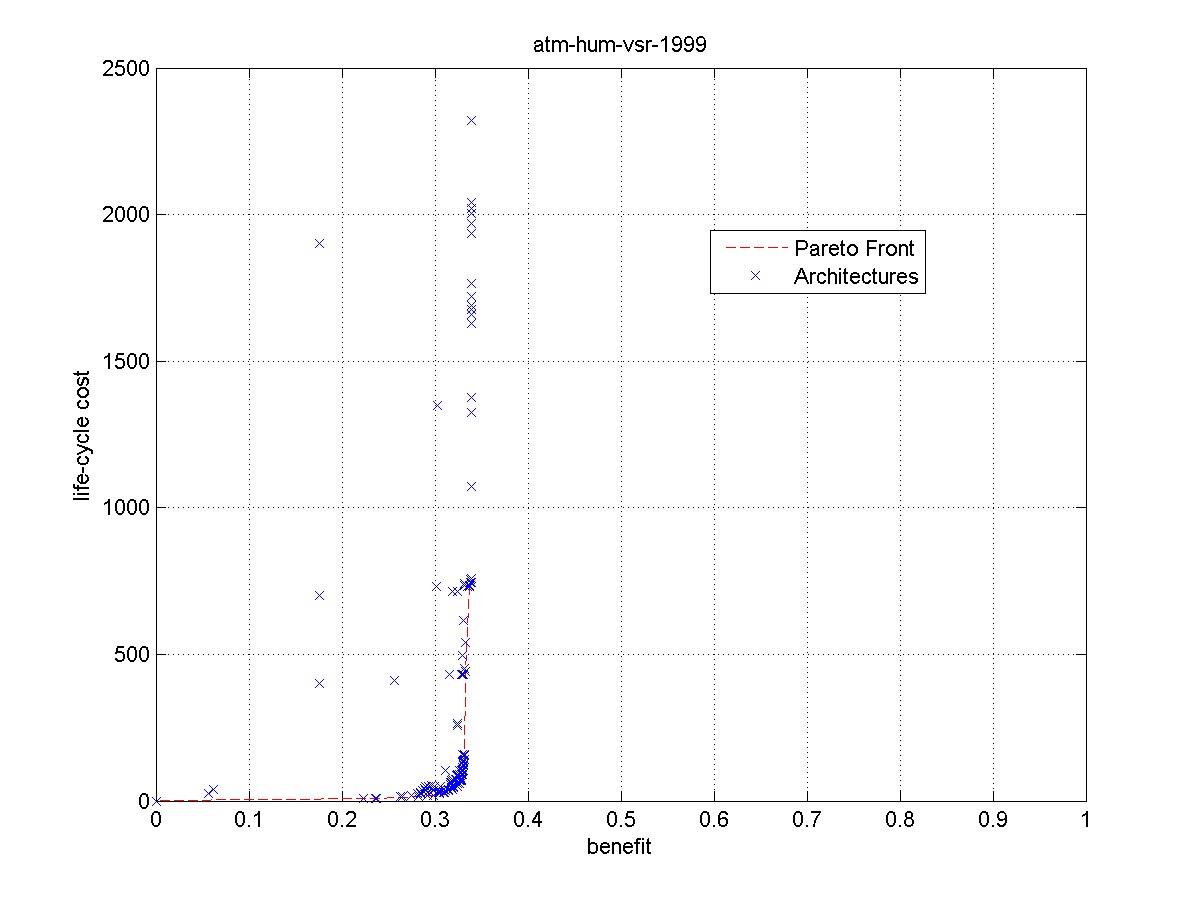 atm-hum-vsr-1999
2500
2000
1500
1000
500
0
life-cycle cost
Pareto Front
Architectures
0 0.1 0.2 0.3 0.4 0.5 0.6 0.7 0.8 0.9 1
benefit